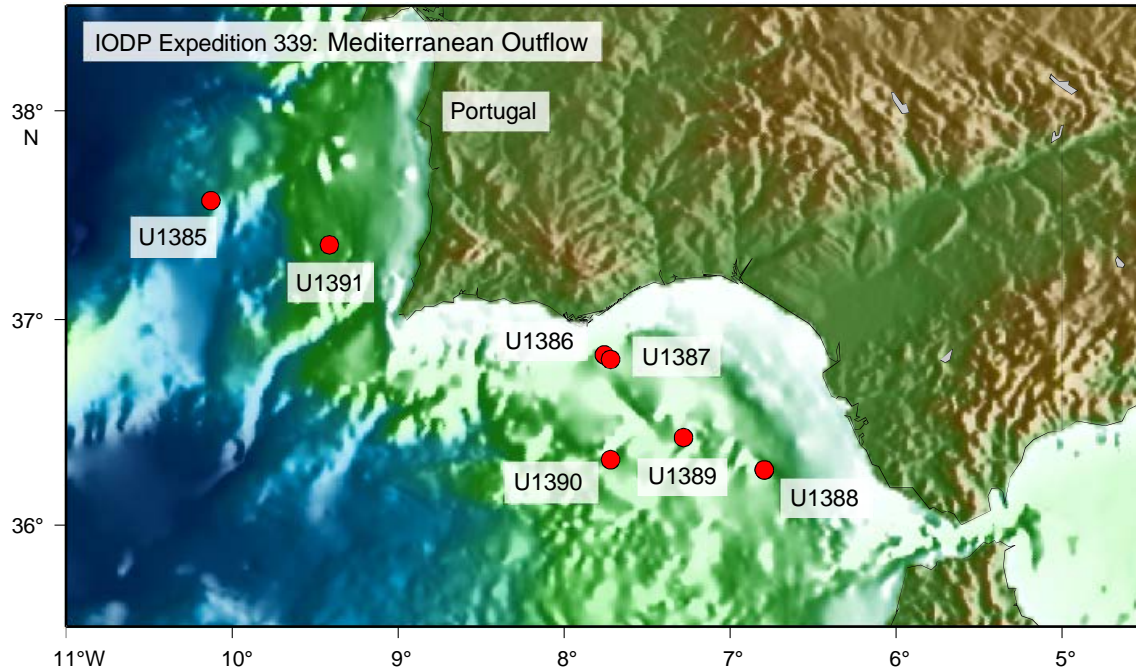 IODP Expedition 339: Mediterranean Outflow
38°
N
Portugal
U1385
U1391
37°
U1386
U1387
U1390
U1389
U1388
36°
11°W
10°
9°
8°
7°
6°
5°